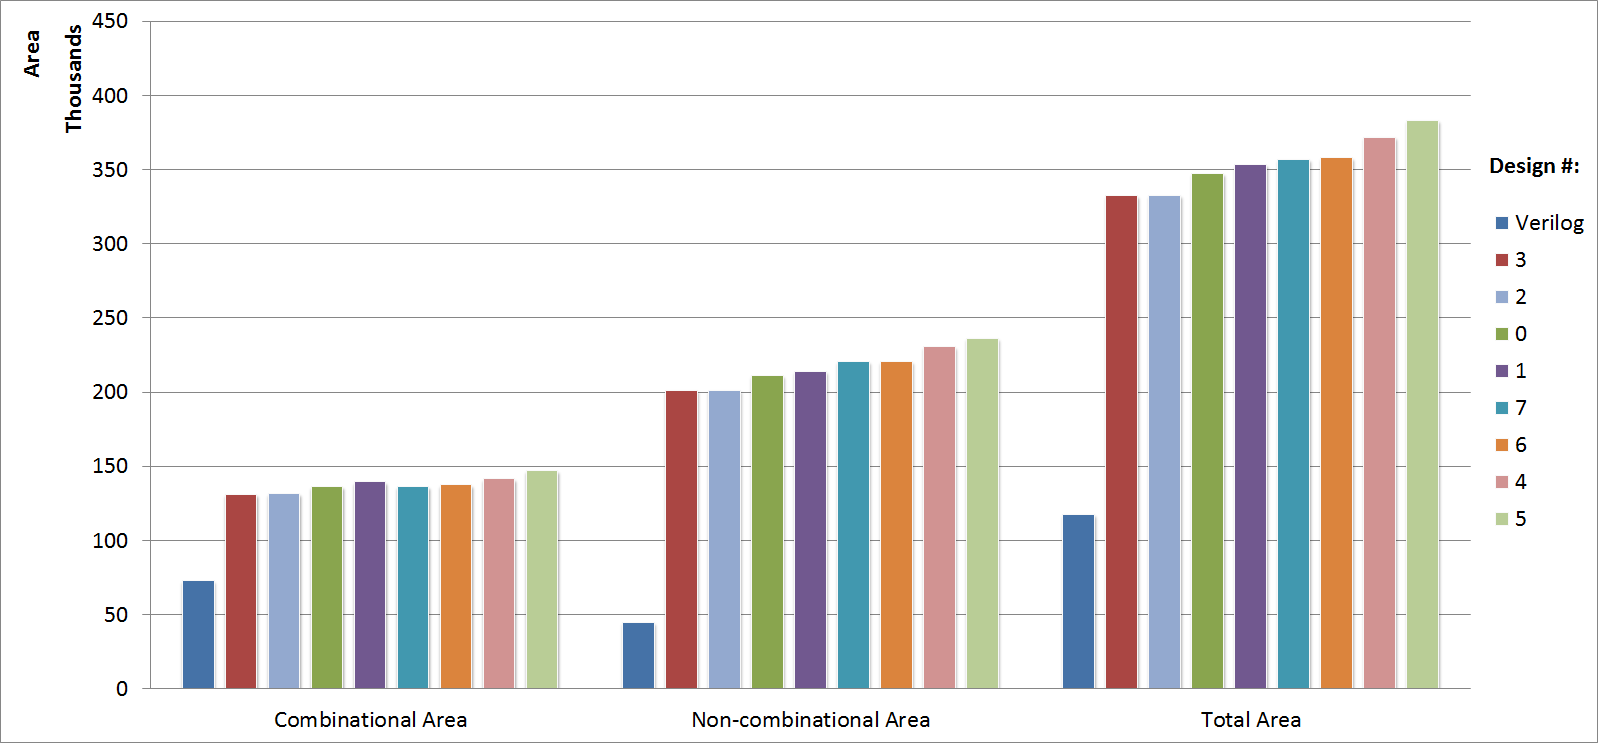 Area
Thousands
450
400
350
300
250
200
150
100
50
0
Combinational Area
Non-combinational Area
Total Area
Design #:
Verilog
3
2
0
1
7
6
4
5